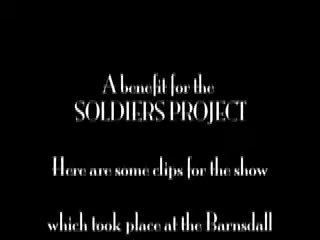 A benefit for the
SOLDIERS PROJECT
Here are some clips for the show
which took place at the Barnsdall